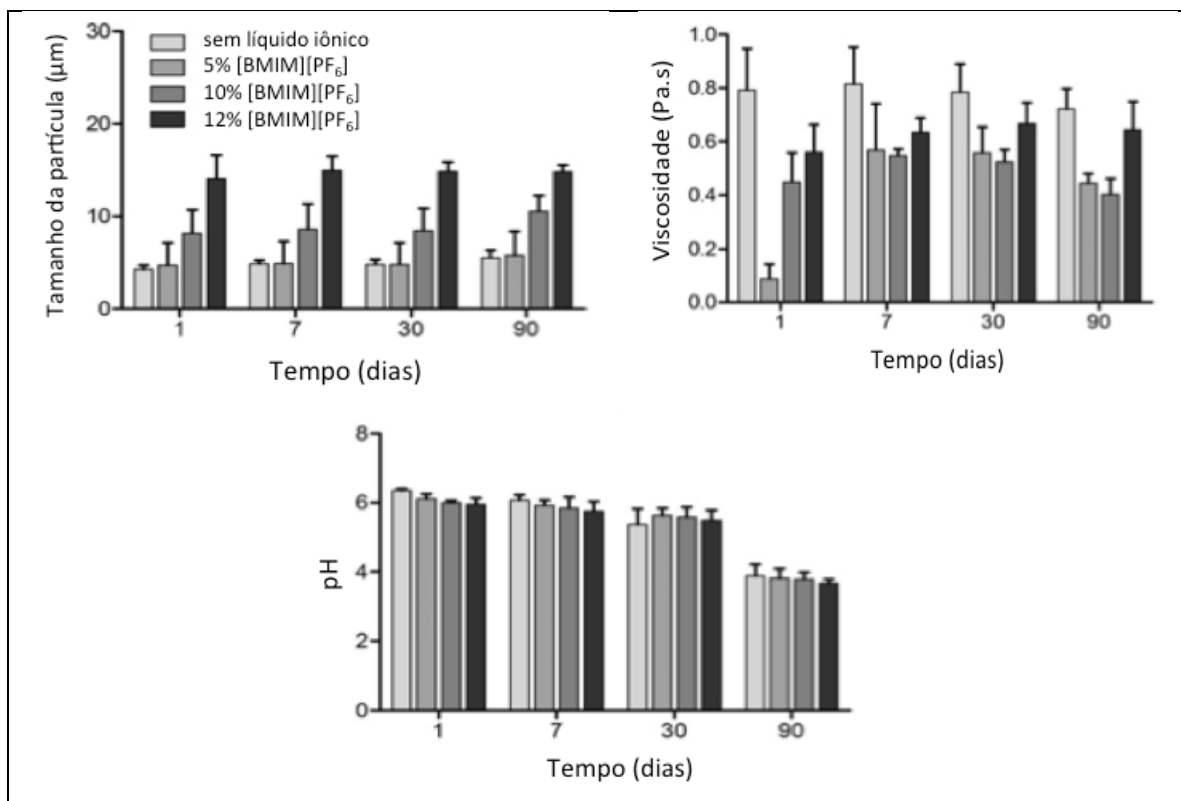 Tamanho da partícula (µm)
30
20
10
0
sem líquido iônico
5% [BMIM][PF₆]
10% [BMIM][PF₆]
12% [BMIM][PF₆]
1 7 30 90
Tempo (dias)
Viscosidade (Pa.s)
1.0
0.8
0.6
0.4
0.2
0.0
1 7 30 90
Tempo (dias)
pH
8
6
4
2
0
1 7 30 90
Tempo (dias)